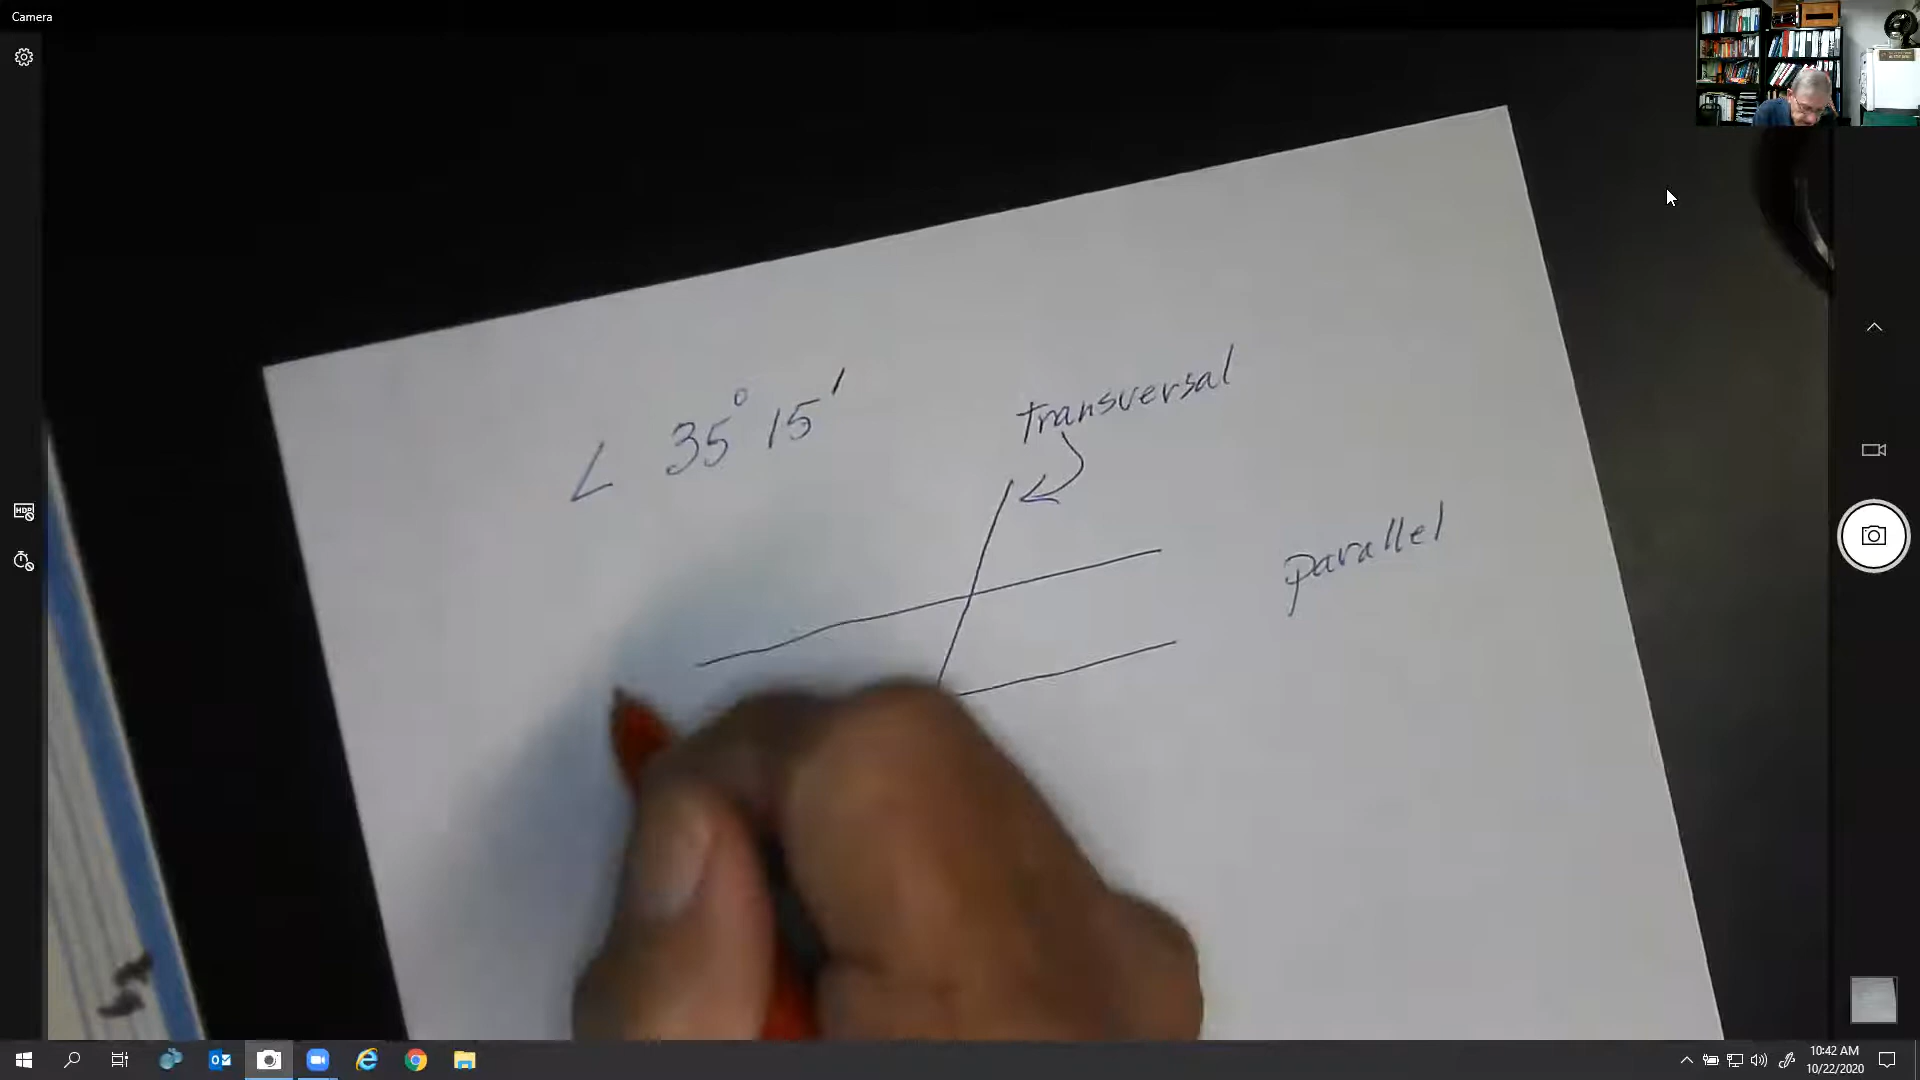 Camera
∠ 35° 15'
transversal
parallel
10:42 AM
10/22/2020